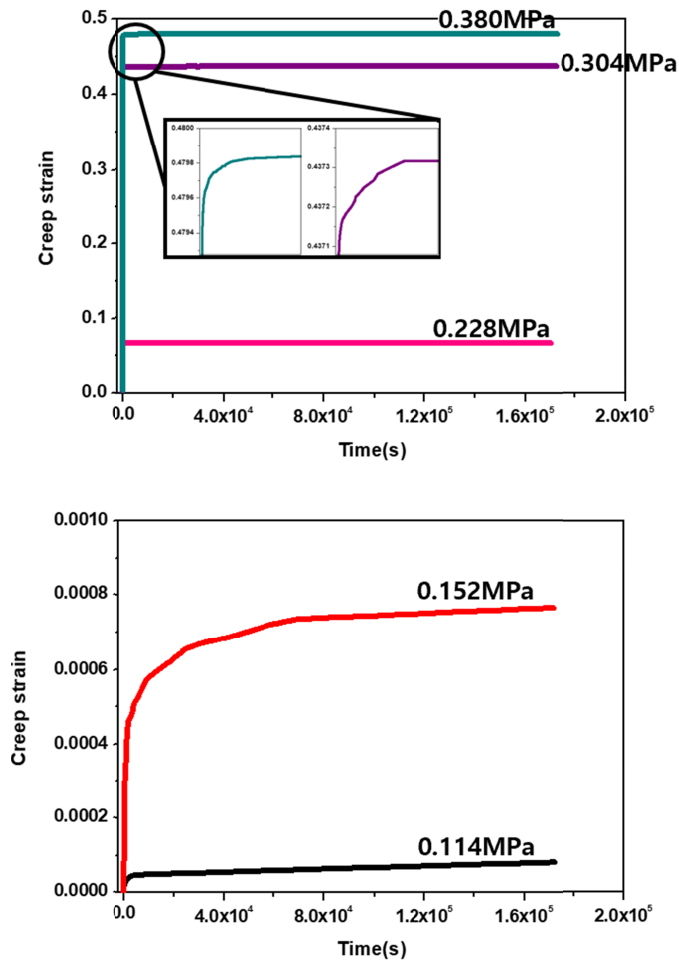 0.5
0.380MPa
0.304MPa
0.4
0.4800
0.4798
0.4796
0.4794
0.4374
0.4373
0.4372
0.4371
0.3
0.2
0.1
0.0
0.228MPa
Creep strain
0.0
4.0x10⁴
8.0x10⁴
1.2x10⁵
1.6x10⁵
2.0x10⁵
Time(s)
0.0010
0.0008
0.0006
0.0004
0.0002
0.0000
0.152MPa
0.114MPa
Creep strain
0.0
4.0x10⁴
8.0x10⁴
1.2x10⁵
1.6x10⁵
2.0x10⁵
Time(s)